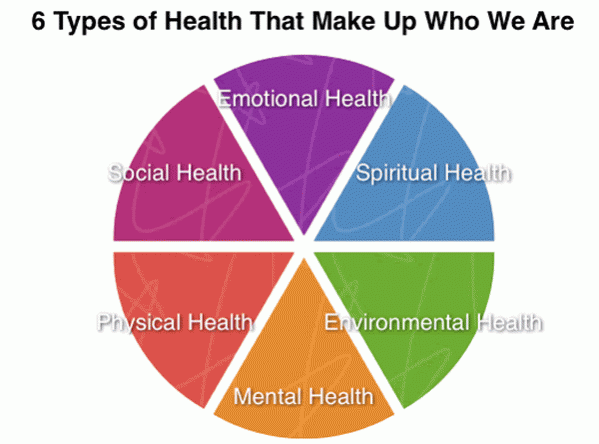 6 Types of Health That Make Up Who We Are
Emotional Health
Social Health
Spiritual Health
Physical Health
Environmental Health
Mental Health